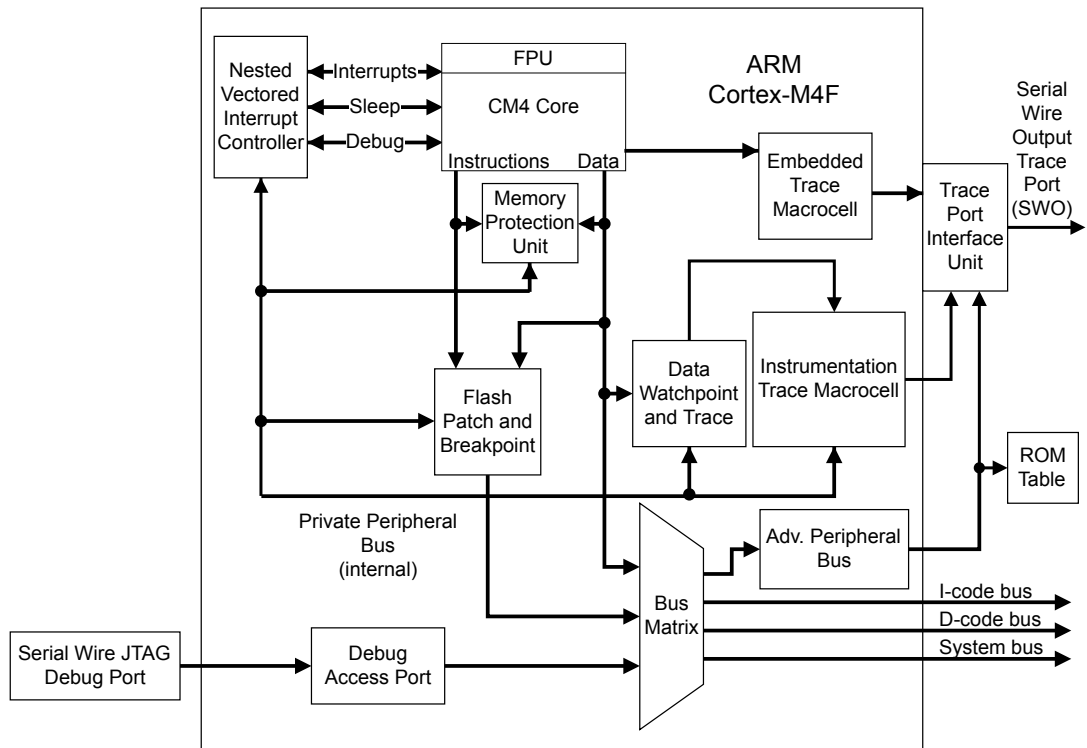 FPU
ARM
Cortex-M4F
Nested
Vectored
Interrupt
Controller
Interrupts
Sleep
Debug
CM4 Core
Instructions
Data
Serial
Wire
Output
Trace
Port
(SWO)
Embedded
Trace
Macrocell
Trace
Port
Interface
Unit
Memory
Protection
Unit
Data
Watchpoint
and Trace
Instrumentation
Trace Macrocell
Flash
Patch and
Breakpoint
ROM
Table
Private Peripheral
Bus
(internal)
Adv. Peripheral
Bus
Bus
Matrix
I-code bus
D-code bus
System bus
Serial Wire JTAG
Debug Port
Debug
Access Port